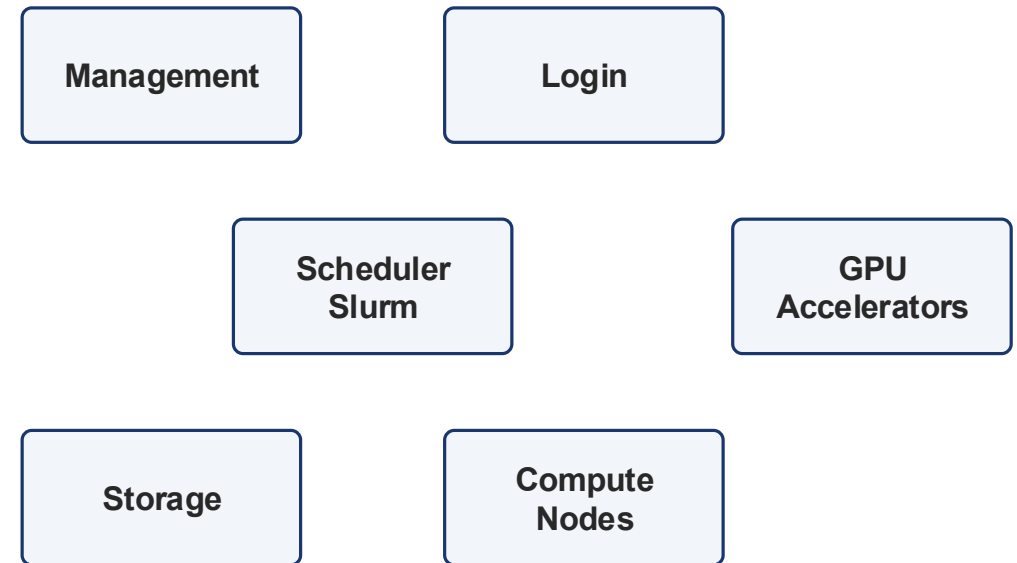 Management
Login
Scheduler
Slurm
GPU
Accelerators
Storage
Compute
Nodes